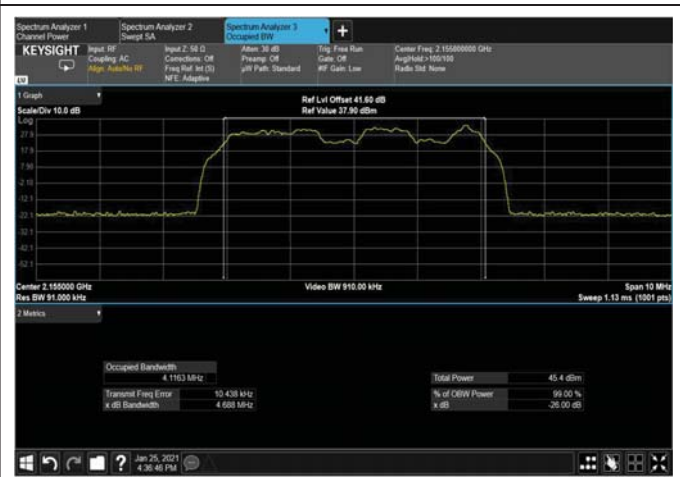 Spectrum Analyzer 1
Channel Power
Spectrum Analyzer 2
Swept SA
Spectrum Analyzer 3
Occupied BW
KEYSIGHT
Input: RF
Coupling: AC
Align: Auto/No RF
Input Z: 50 Ω
Corrections: Off
Freq Ref: Int (S)
NFE: Adaptive
Atten: 30 dB
Preamp: Off
µW Path: Standard
Trig: Free Run
Gate: Off
#IF Gain: Low
Center Freq: 2.155000000 GHz
Avg|Hold:>100/100
Radio Std: None
LV
1 Graph
Scale/Div 10.0 dB
Ref Lvl Offset 41.60 dB
Ref Value 37.90 dBm
Log
27.9
17.9
7.90
-2.10
-12.1
-22.1
-32.1
-42.1
-52.1
Center 2.155000 GHz
Res BW 91.000 kHz
Video BW 910.00 kHz
Span 10 MHz
Sweep 1.13 ms (1001 pts)
2 Metrics
Occupied Bandwidth
4.1163 MHz
Transmit Freq Error 10.438 kHz
x dB Bandwidth 4.688 MHz
Total Power 45.4 dBm
% of OBW Power 99.00 %
x dB -26.00 dB
Jan 25, 2021
4:36:46 PM